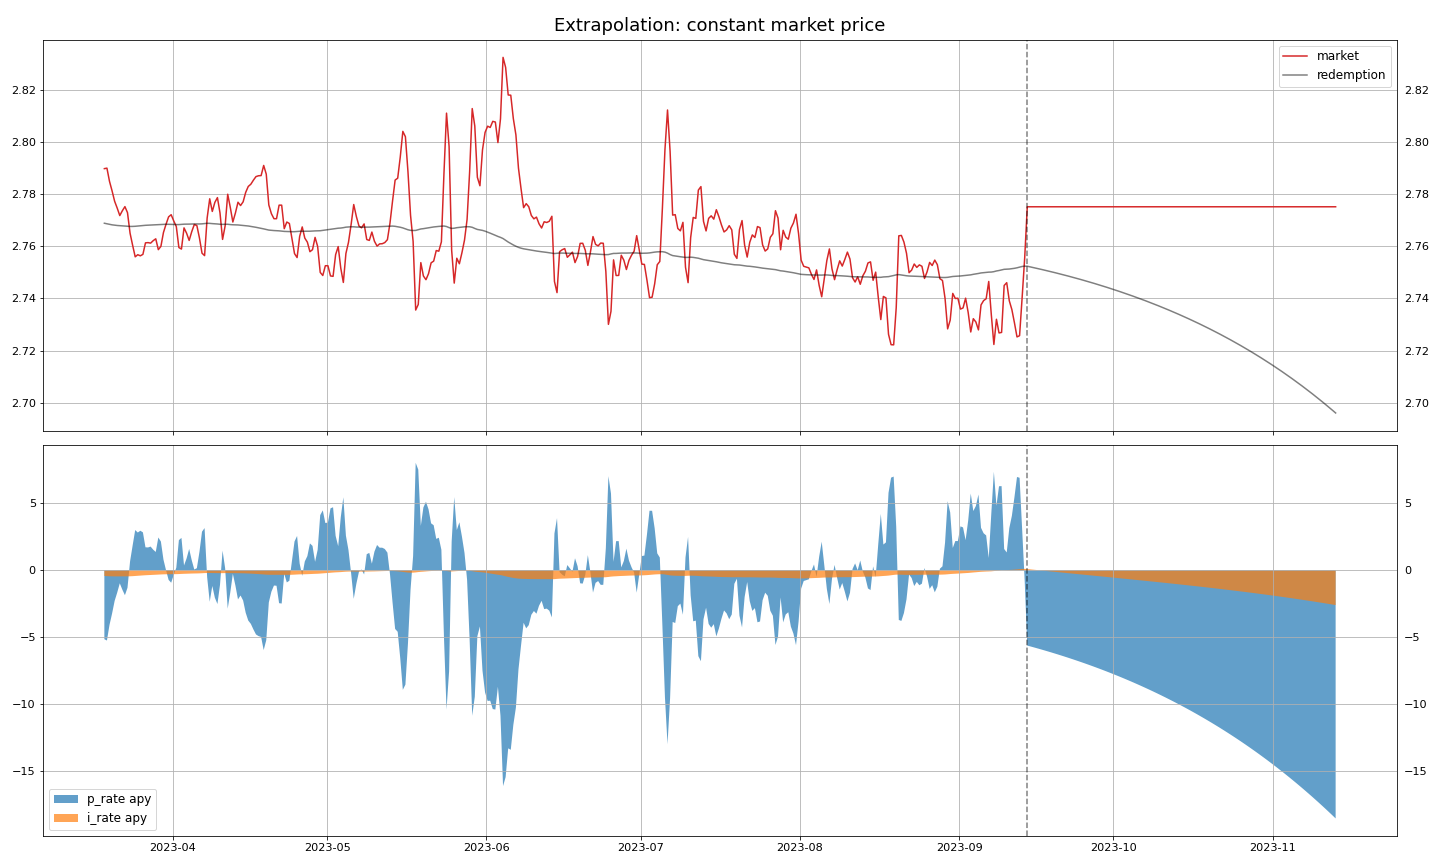 Extrapolation: constant market price
market
redemption
2.82 2.82
2.80 2.80
2.78 2.78
2.76 2.76
2.74 2.74
2.72 2.72
2.70 2.70
5 5
0 0
−5 −5
−10 −10
−15 −15
p_rate apy
i_rate apy
2023-04 2023-05 2023-06 2023-07 2023-08 2023-09 2023-10 2023-11